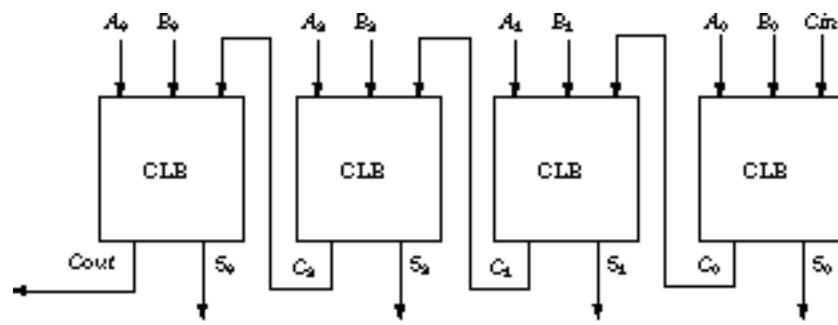 A₃ B₃ A₂ B₂ A₁ B₁ A₀ B₀ Cin
CLB CLB CLB CLB
Cout S₃ C₂ S₂ C₁ S₁ C₀ S₀